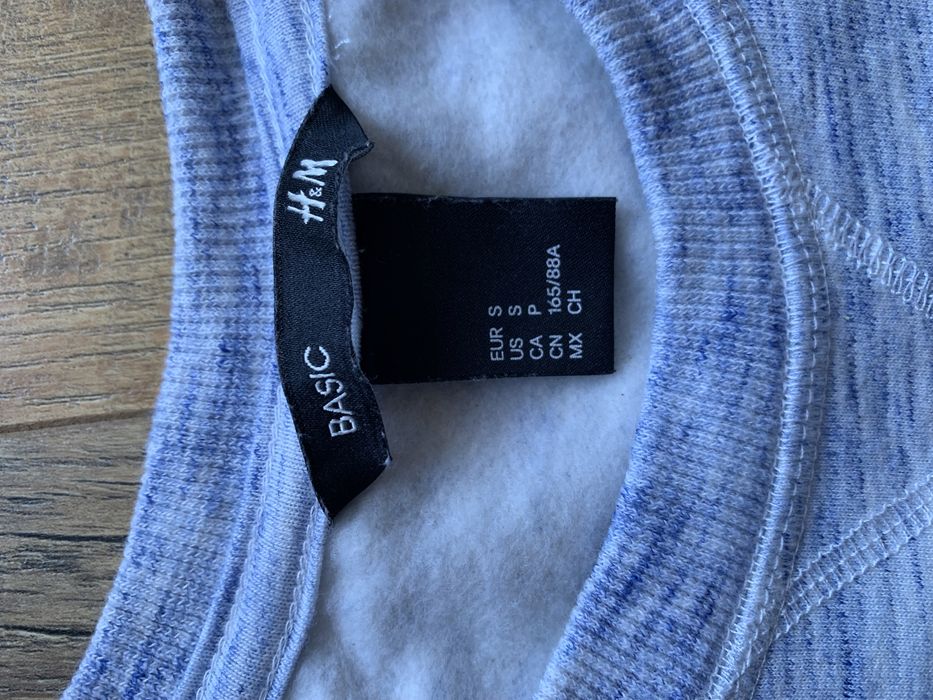 H&M
BASIC
EUR S
US S
CA P
CN 165/88A
MX CH